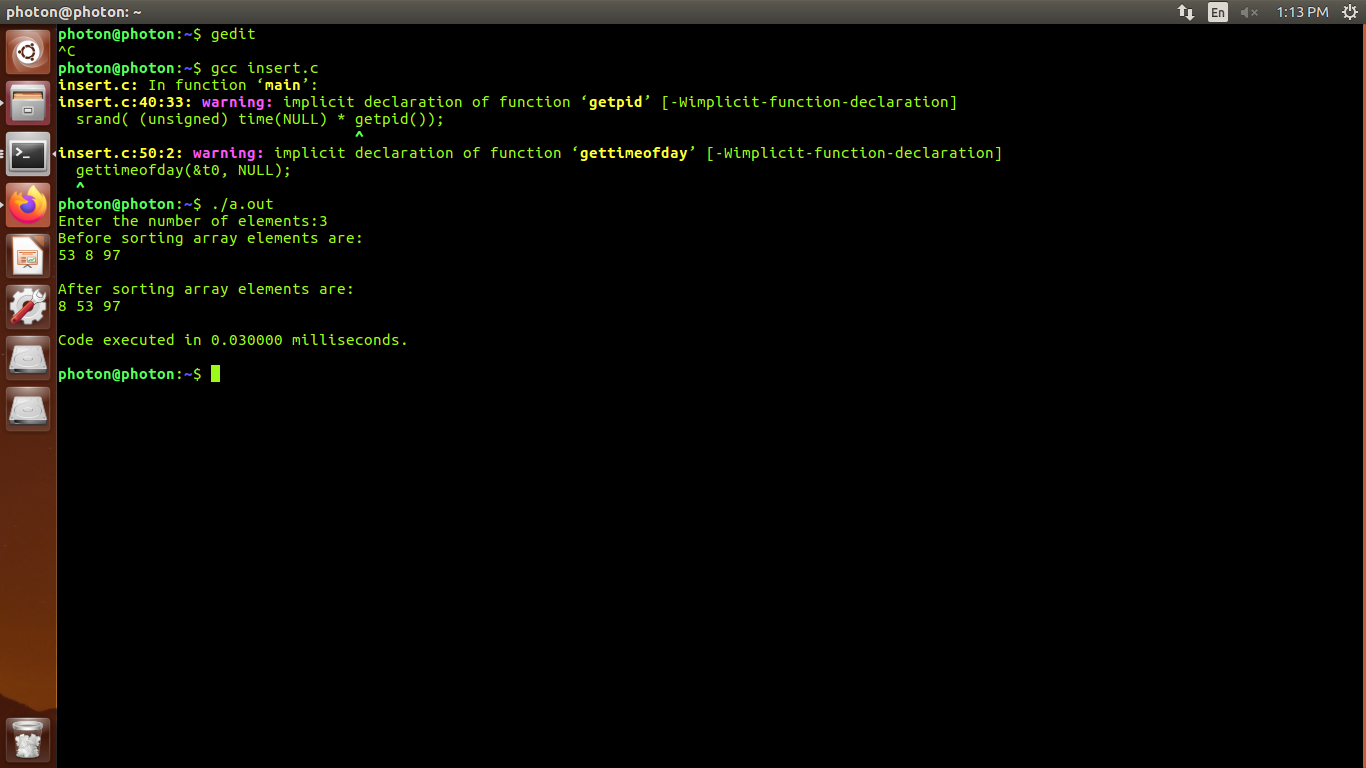 photon@photon: ~
En
1:13 PM
photon@photon:~$ gedit
^C
photon@photon:~$ gcc insert.c
insert.c: In function ‘main’:
insert.c:40:33: warning: implicit declaration of function ‘getpid’ [-Wimplicit-function-declaration]
  srand( (unsigned) time(NULL) * getpid());
                                 ^
insert.c:50:2: warning: implicit declaration of function ‘gettimeofday’ [-Wimplicit-function-declaration]
  gettimeofday(&t0, NULL);
  ^
photon@photon:~$ ./a.out
Enter the number of elements:3
Before sorting array elements are:
53 8 97
After sorting array elements are:
8 53 97
Code executed in 0.030000 milliseconds.
photon@photon:~$